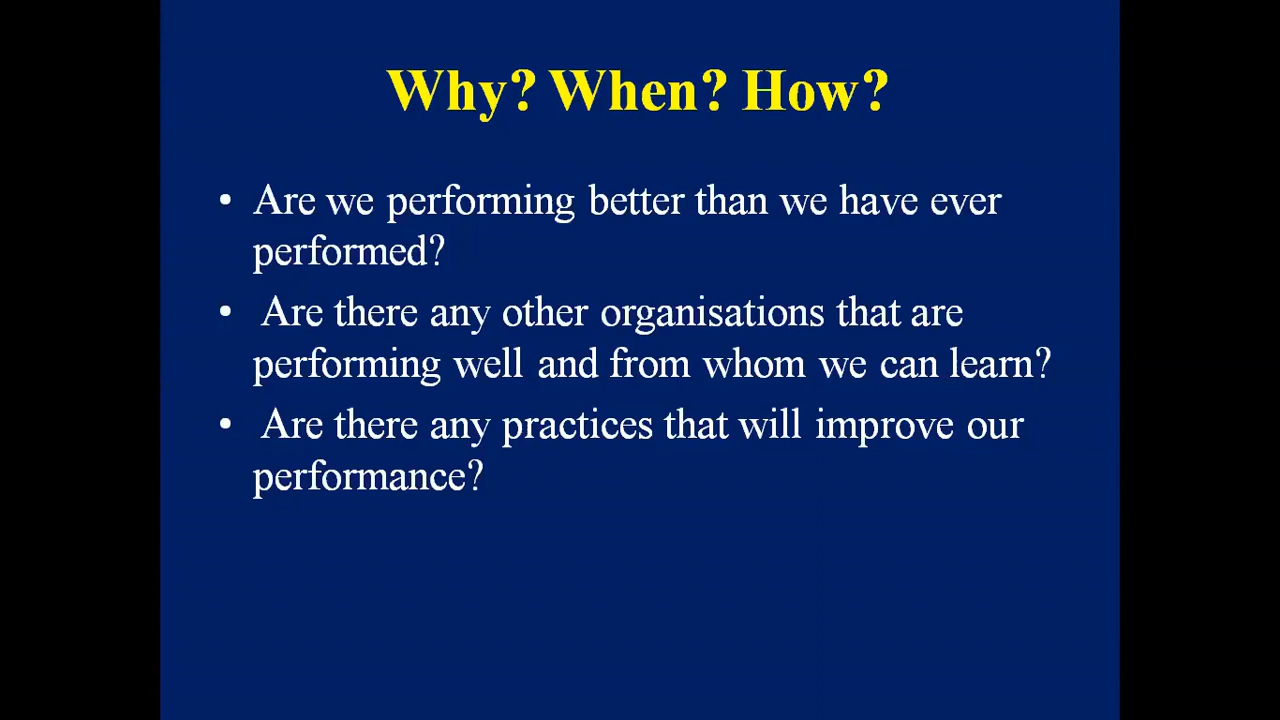 Why? When? How?
• Are we performing better than we have ever
performed?
• Are there any other organisations that are
performing well and from whom we can learn?
• Are there any practices that will improve our
performance?